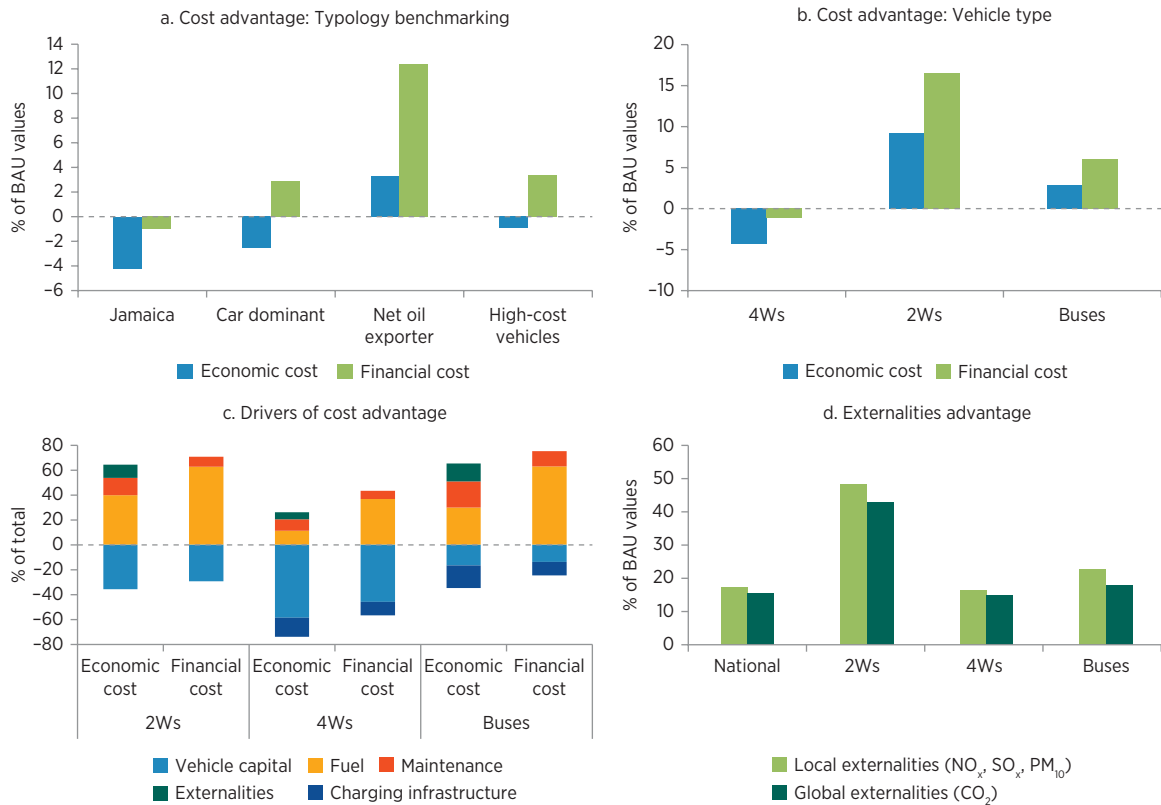 a. Cost advantage: Typology benchmarking
% of BAU values
14
12
10
8
6
4
2
0
−2
−4
−6
Jamaica
Car dominant
Net oil
exporter
High-cost
vehicles
Economic cost
Financial cost
b. Cost advantage: Vehicle type
% of BAU values
20
15
10
5
0
−5
−10
4Ws
2Ws
Buses
Economic cost
Financial cost
c. Drivers of cost advantage
% of total
80
60
40
20
0
−20
−40
−60
−80
Economic
cost
Financial
cost
Economic
cost
Financial
cost
Economic
cost
Financial
cost
2Ws
4Ws
Buses
Vehicle capital
Fuel
Maintenance
Externalities
Charging infrastructure
d. Externalities advantage
% of BAU values
60
50
40
30
20
10
0
National
2Ws
4Ws
Buses
Local externalities (NOₓ, SOₓ, PM₁₀)
Global externalities (CO₂)